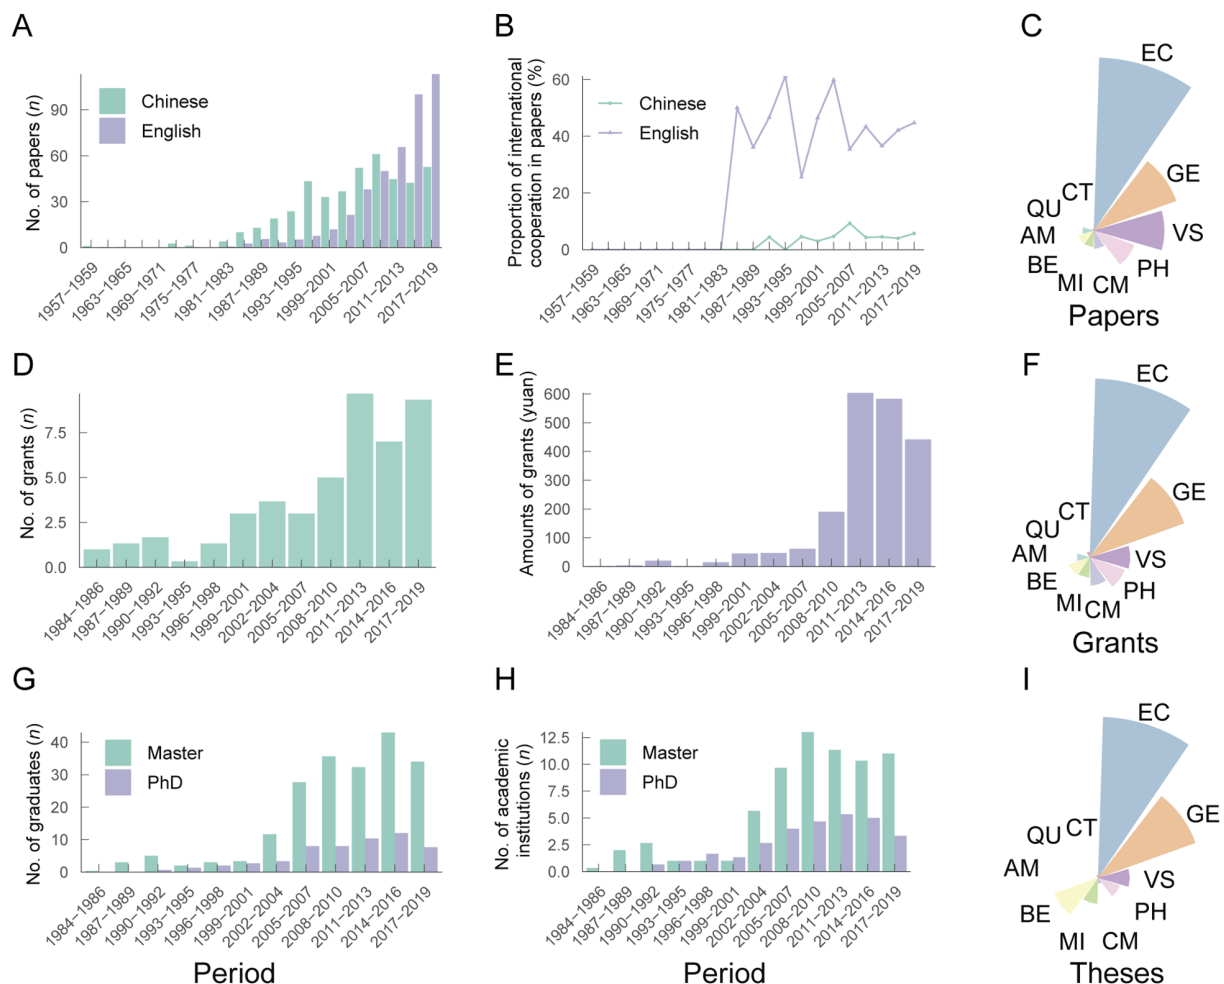 A
No. of papers (n)
90
60
30
0
Chinese
English
1957–1959
1963–1965
1969–1971
1975–1977
1981–1983
1987–1989
1993–1995
1999–2001
2005–2007
2011–2013
2017–2019
B
Proportion of international
cooperation in papers (%)
60
40
20
0
Chinese
English
1957–1959
1963–1965
1969–1971
1975–1977
1981–1983
1987–1989
1993–1995
1999–2001
2005–2007
2011–2013
2017–2019
C
EC
GE
VS
PH
CM
MI
BE
AM
QU
CT
Papers
D
No. of grants (n)
7.5
5.0
2.5
0.0
1984–1986
1987–1989
1990–1992
1993–1995
1996–1998
1999–2001
2002–2004
2005–2007
2008–2010
2011–2013
2014–2016
2017–2019
E
Amounts of grants (yuan)
600
500
400
300
200
100
0
1984–1986
1987–1989
1990–1992
1993–1995
1996–1998
1999–2001
2002–2004
2005–2007
2008–2010
2011–2013
2014–2016
2017–2019
F
EC
GE
VS
PH
CM
MI
BE
AM
QU
CT
Grants
G
No. of graduates (n)
40
30
20
10
0
Master
PhD
1984–1986
1987–1989
1990–1992
1993–1995
1996–1998
1999–2001
2002–2004
2005–2007
2008–2010
2011–2013
2014–2016
2017–2019
Period
H
No. of academic
institutions (n)
12.5
10.0
7.5
5.0
2.5
0.0
Master
PhD
1984–1986
1987–1989
1990–1992
1993–1995
1996–1998
1999–2001
2002–2004
2005–2007
2008–2010
2011–2013
2014–2016
2017–2019
Period
I
EC
GE
VS
PH
CM
MI
BE
AM
QU
CT
Theses